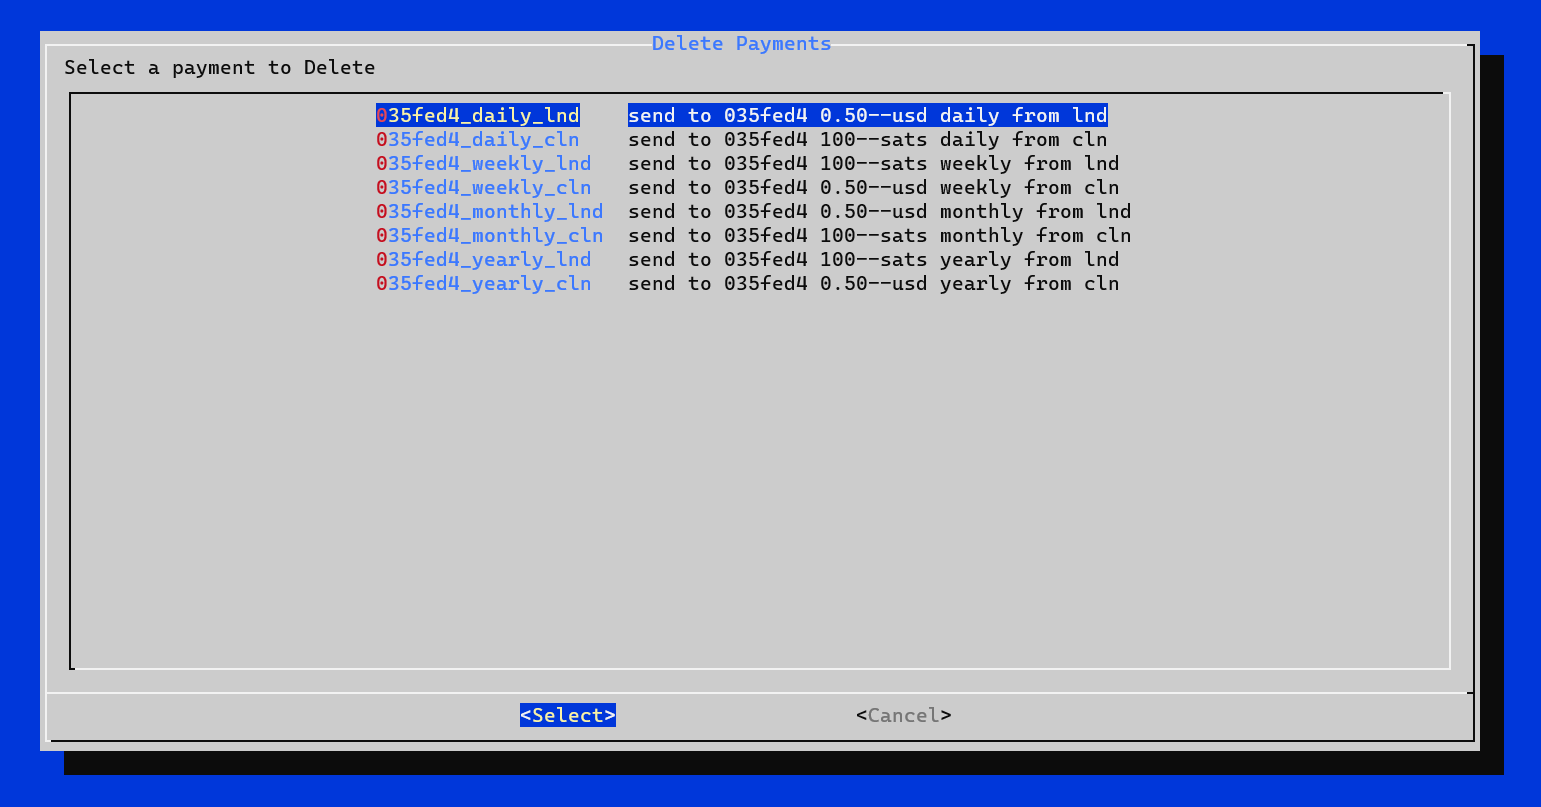 Delete Payments
Select a payment to Delete
035fed4_daily_lnd send to 035fed4 0.50--usd daily from lnd
035fed4_daily_cln send to 035fed4 100--sats daily from cln
035fed4_weekly_lnd send to 035fed4 100--sats weekly from lnd
035fed4_weekly_cln send to 035fed4 0.50--usd weekly from cln
035fed4_monthly_lnd send to 035fed4 0.50--usd monthly from lnd
035fed4_monthly_cln send to 035fed4 100--sats monthly from cln
035fed4_yearly_lnd send to 035fed4 100--sats yearly from lnd
035fed4_yearly_cln send to 035fed4 0.50--usd yearly from cln
<Select> <Cancel>